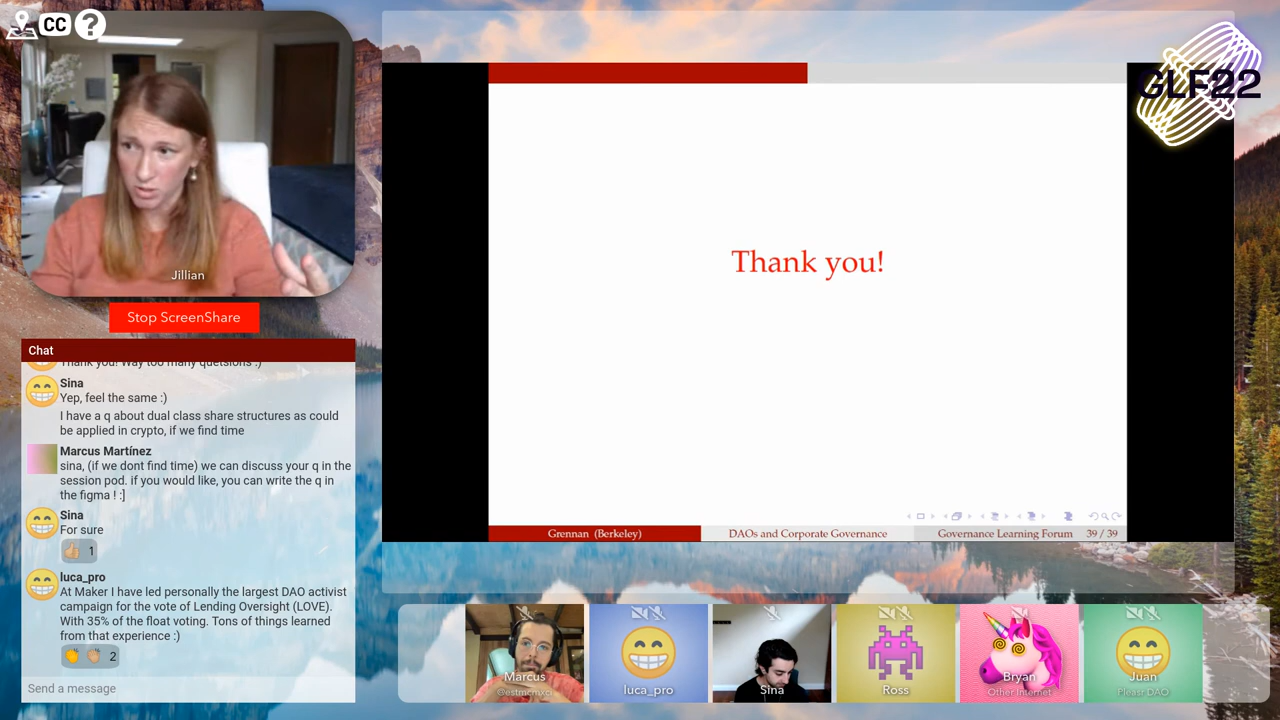 CC
?
GLF22
Jillian
Stop ScreenShare
Thank you!
Chat
Thank you! Way too many quetsions :)
Sina
Yep, feel the same :)
I have a q about dual class share structures as could
be applied in crypto, if we find time
Marcus Martínez
sina, (if we dont find time) we can discuss your q in the
session pod. if you would like, you can write the q in
the figma ! :]
Sina
For sure
1
luca_pro
At Maker I have led personally the largest DAO activist
campaign for the vote of Lending Oversight (LOVE).
With 35% of the float voting. Tons of things learned
from that experience :)
2
Send a message
Grennan (Berkeley)
DAOs and Corporate Governance
Governance Learning Forum
39 / 39
Marcus
@estmcmxci
luca_pro
Sina
Ross
Bryan
Other Internet
Juan
Pleasr DAO